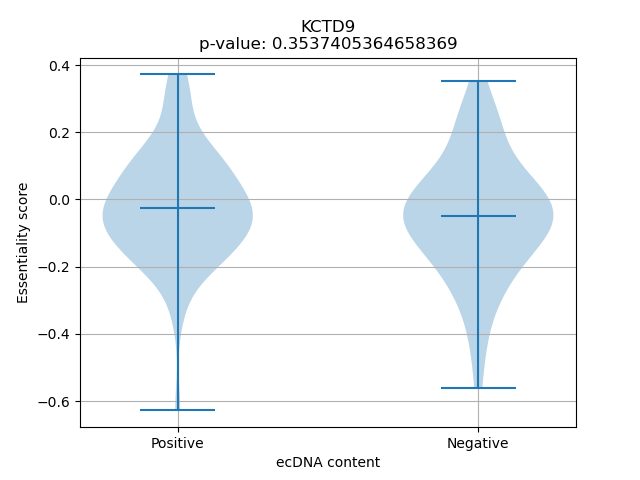 KCTD9
p-value: 0.3537405364658369
Essentiality score
0.4
0.2
0.0
−0.2
−0.4
−0.6
Positive
Negative
ecDNA content